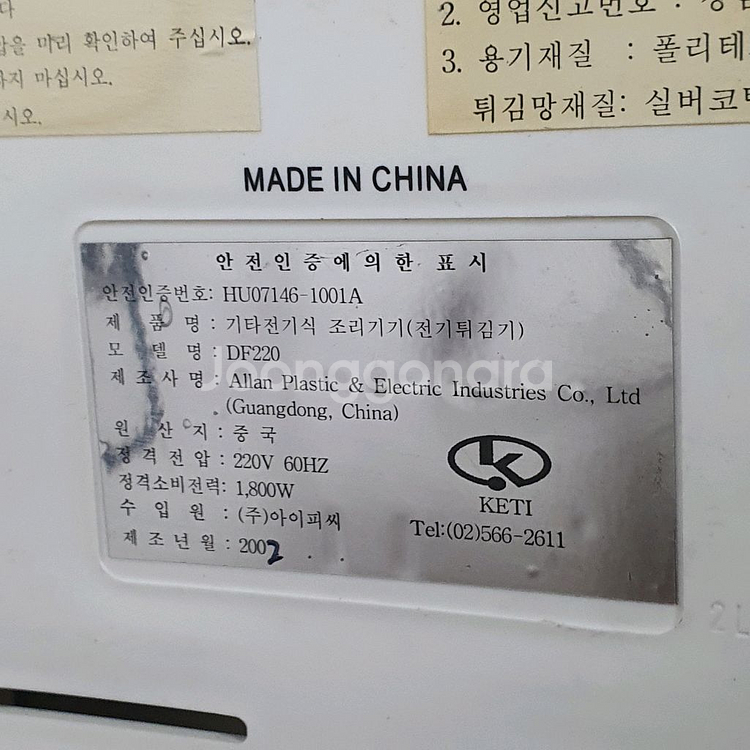 다
을 미리 확인하여 주십시오.
하지 마십시오.
시오.
2. 영업신고번호 :
3. 용기재질 : 폴리테
튀김망재질: 실버코팅
MADE IN CHINA
안전인증에의한 표시
안전인증번호: HU07146-1001A
제 품 명 : 기타전기식 조리기기(전기튀김기)
모 델 명 : DF220
제 조 사 명 : Allan Plastic & Electric Industries Co., Ltd
(Guangdong, China)
원 산 지 : 중 국
정 격 전 압 : 220V 60HZ
정격소비전력: 1,800W
수 입 원 : (주)아이피씨
제 조 년 월 : 2002 . .
KETI
Tel:(02)566-2611
Joonggongra
2L